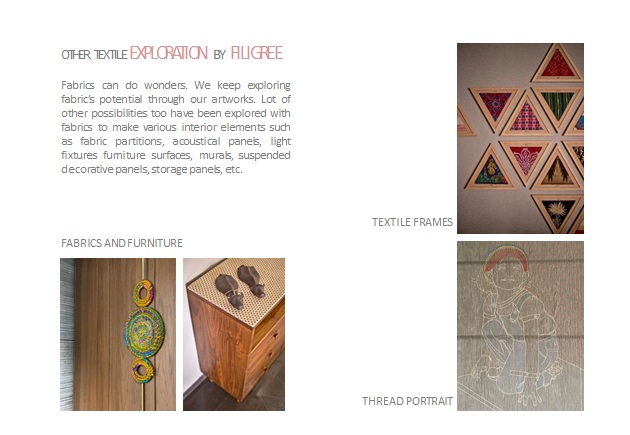 OTHER TEXTILE EXPLORATION BY FILIGREE
Fabrics can do wonders. We keep exploring
fabric's potential through our artworks. Lot of
other possibilities too have been explored with
fabrics to make various interior elements such
as fabric partitions, acoustical panels, light
fixtures furniture surfaces, murals, suspended
decorative panels, storage panels, etc.
TEXTILE FRAMES
FABRICS AND FURNITURE
THREAD PORTRAIT